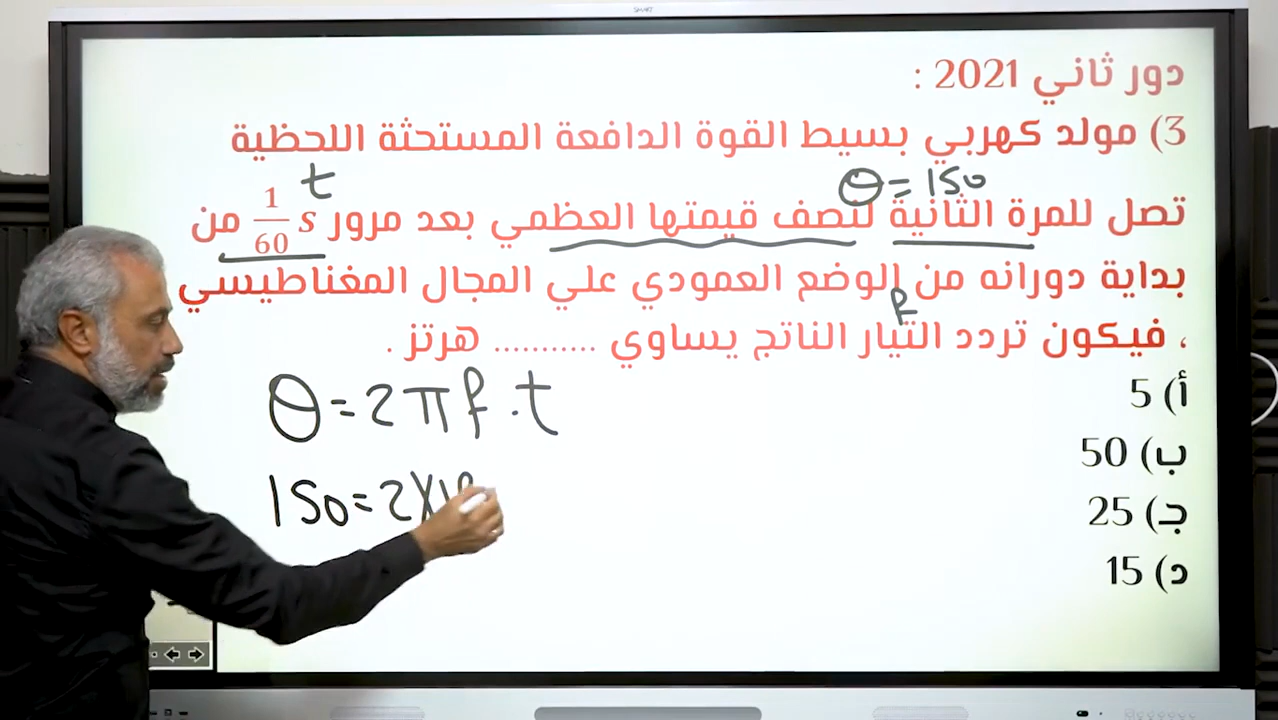 SMART
دور ثاني 2021 :
3) مولد كهربي بسيط القوة الدافعة المستحثة اللحظية
θ = 150 t
تصل للمرة الثانية لنصف قيمتها العظمي بعد مرور 1/60 s من
بداية دورانه من الوضع العمودي علي المجال المغناطيسي
f
، فيكون تردد التيار الناتج يساوي .......... هرتز .
θ = 2πf . t
150 = 2 X
أ) 5
ب) 50
ج) 25
د) 15